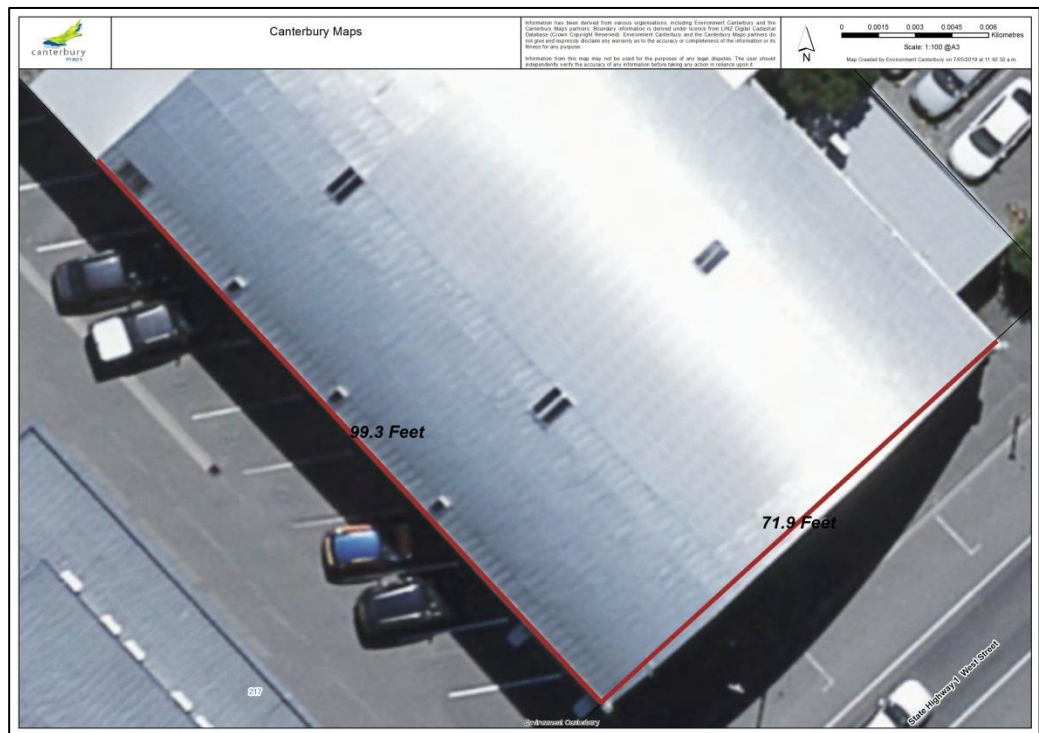 canterbury
maps
Canterbury Maps
Information has been derived from various organisations, including Environment Canterbury and the
Canterbury Maps partners. Boundary information is derived under licence from LINZ Digital Cadastral
Database (Crown Copyright Reserved). Environment Canterbury and the Canterbury Maps partners do
not give and expressly disclaim any warranty as to the accuracy or completeness of the information or its
fitness for any purpose.
Information from this map may not be used for the purposes of any legal disputes. The user should
independently verify the accuracy of any information before taking any action in reliance upon it.
N
0 0.0015 0.003 0.0045 0.006
Kilometres
Scale: 1:100 @A3
Map Created by Environment Canterbury on 7/05/2019 at 11:42:32 a.m.
99.3 Feet
71.9 Feet
217
State Highway 1 West Street
Environment Canterbury